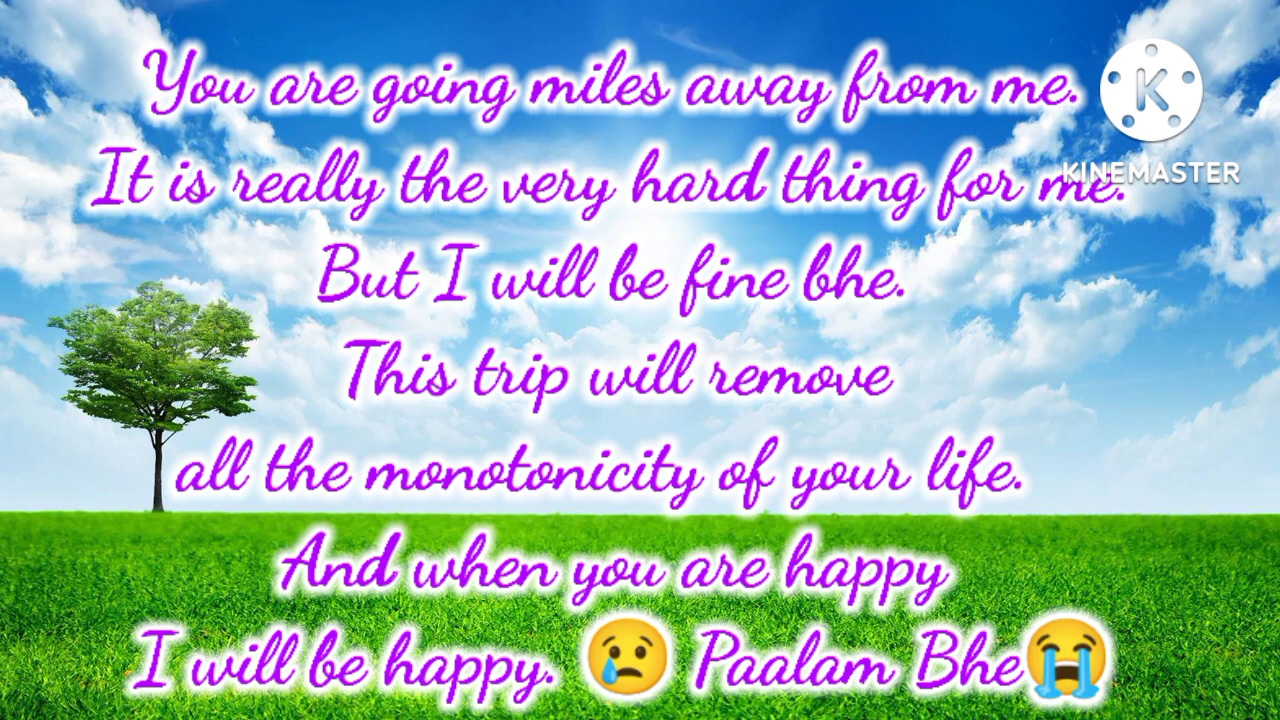 You are going miles away from me.
It is really the very hard thing for me.
KINEMASTER
But I will be fine bhe.
This trip will remove
all the monotonicity of your life.
And when you are happy
I will be happy. 😢 Paalam Bhe😭